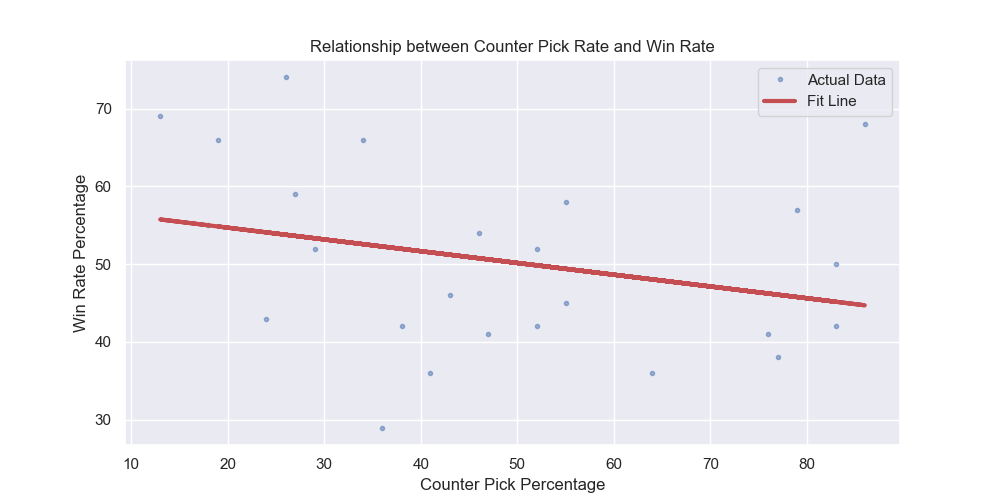 Relationship between Counter Pick Rate and Win Rate
Actual Data
Fit Line
Win Rate Percentage
70
60
50
40
30
10 20 30 40 50 60 70 80
Counter Pick Percentage